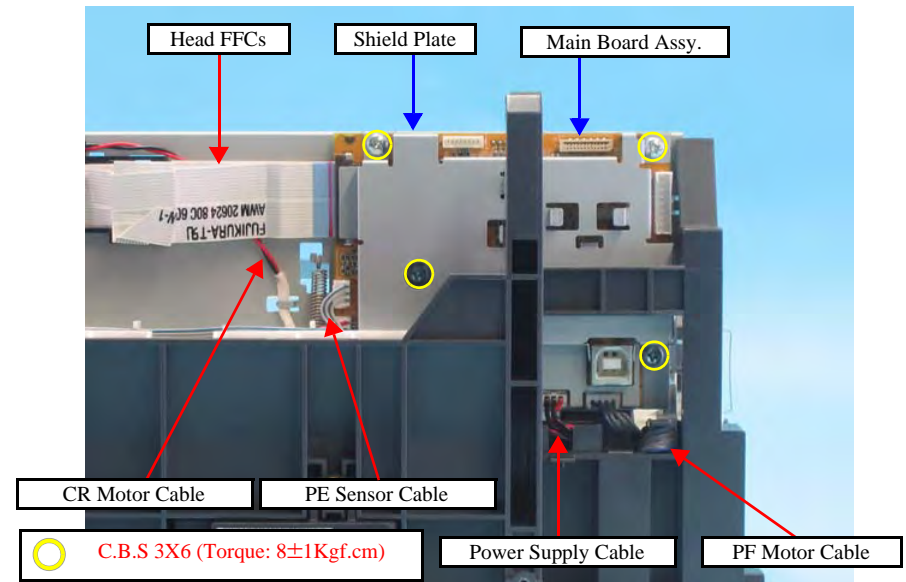 Head FFCs
Shield Plate
Main Board Assy.
AWM 20624 80C 60V-1
FUJIKURA-T
CR Motor Cable
PE Sensor Cable
C.B.S 3X6 (Torque: 8±1Kgf.cm)
Power Supply Cable
PF Motor Cable